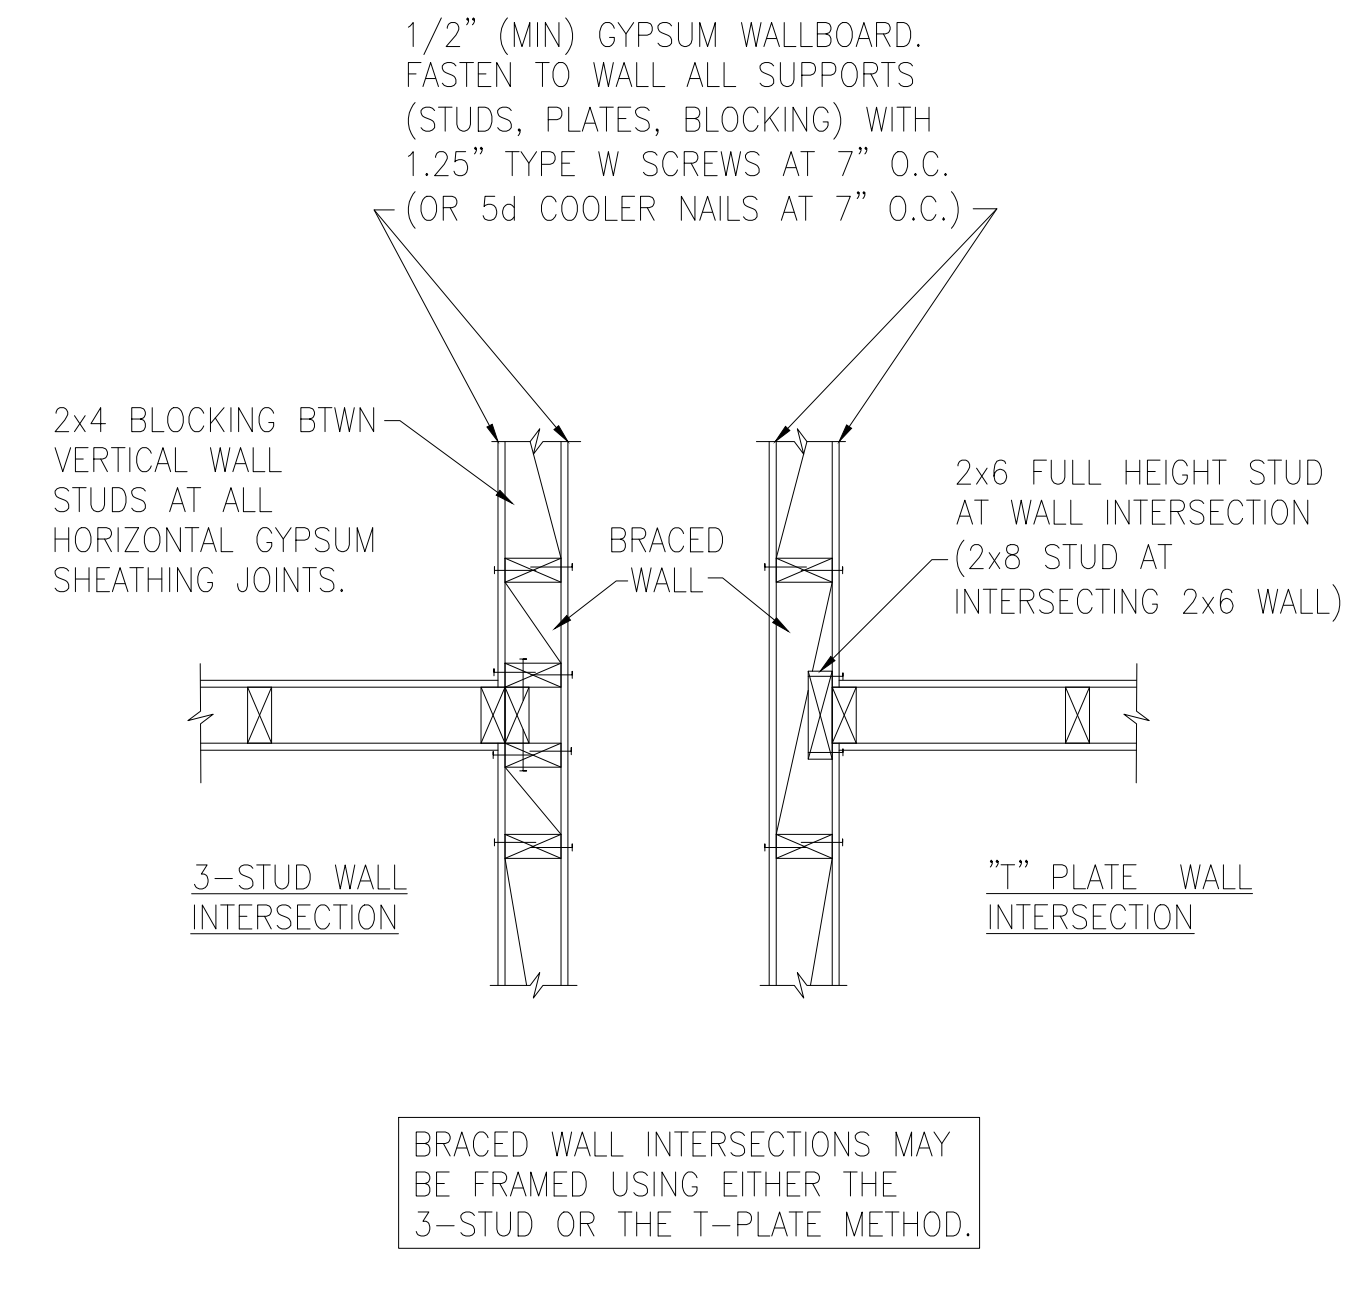 1/2” (MIN) GYPSUM WALLBOARD.
FASTEN TO WALL ALL SUPPORTS
(STUDS, PLATES, BLOCKING) WITH
1.25” TYPE W SCREWS AT 7” O.C.
(OR 5d COOLER NAILS AT 7” O.C.)
2x4 BLOCKING BTWN
VERTICAL WALL
STUDS AT ALL
HORIZONTAL GYPSUM
SHEATHING JOINTS.
BRACED
WALL
2x6 FULL HEIGHT STUD
AT WALL INTERSECTION
(2x8 STUD AT
INTERSECTING 2x6 WALL)
3-STUD WALL
INTERSECTION
”T” PLATE WALL
INTERSECTION
BRACED WALL INTERSECTIONS MAY
BE FRAMED USING EITHER THE
3-STUD OR THE T-PLATE METHOD.